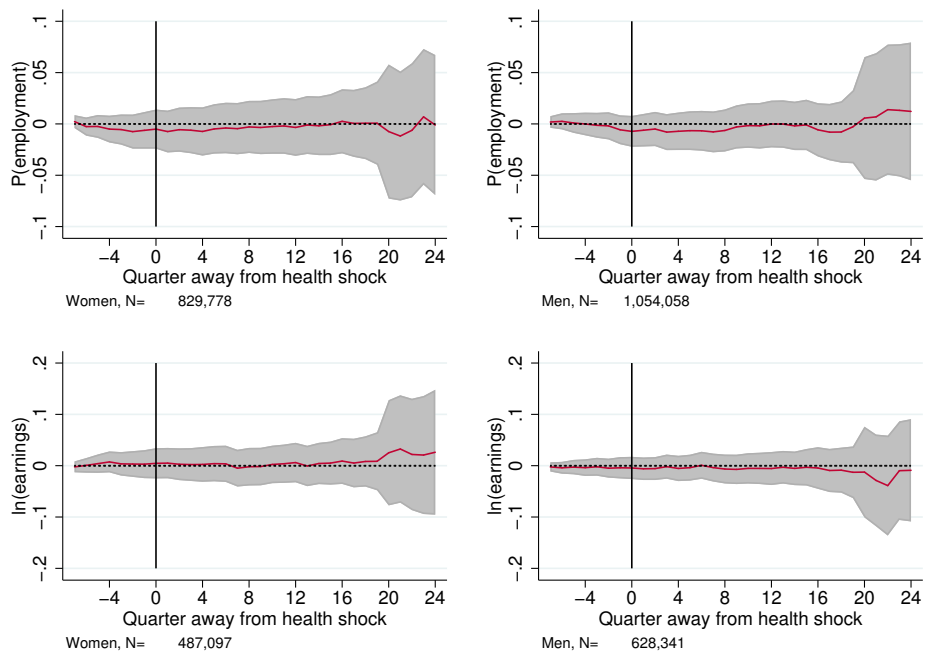 P(employment)
.1
.05
0
−.05
−.1
−4 0 4 8 12 16 20 24
Quarter away from health shock
Women, N= 829,778
P(employment)
.1
.05
0
−.05
−.1
−4 0 4 8 12 16 20 24
Quarter away from health shock
Men, N= 1,054,058
ln(earnings)
.2
.1
0
−.1
−.2
−4 0 4 8 12 16 20 24
Quarter away from health shock
Women, N= 487,097
ln(earnings)
.2
.1
0
−.1
−.2
−4 0 4 8 12 16 20 24
Quarter away from health shock
Men, N= 628,341